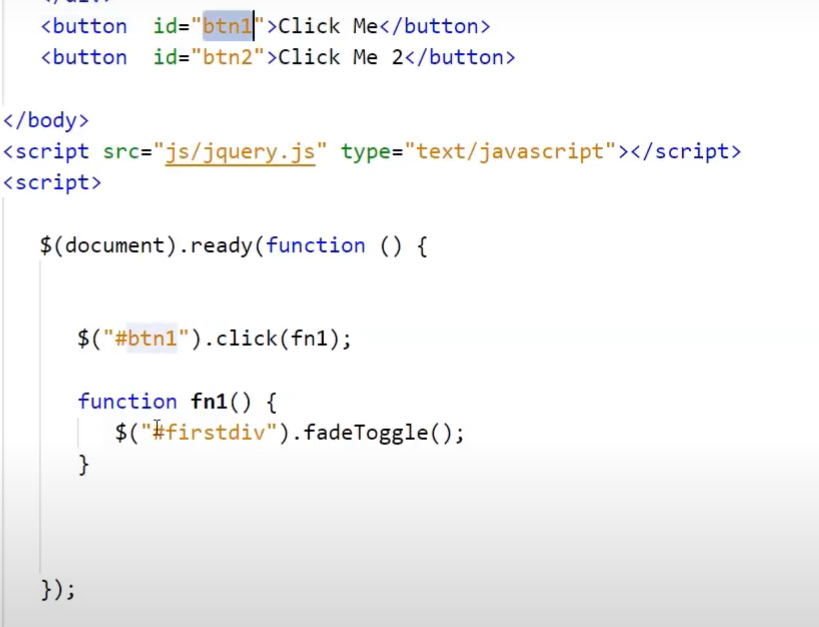 </div>
<button  id="btn1">Click Me</button>
<button  id="btn2">Click Me 2</button>
</body>
<script src="js/jquery.js" type="text/javascript"></script>
<script>
$(document).ready(function () {
$("#btn1").click(fn1);
function fn1() {
$("#firstdiv").fadeToggle();
}
});